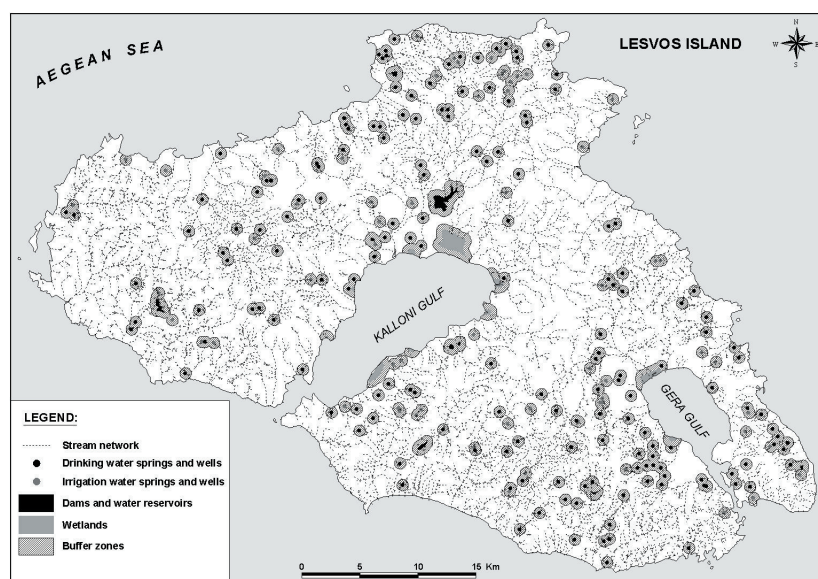 AEGEAN SEA
LESVOS ISLAND
N
W E
S
KALLONI GULF
GERA GULF
LEGEND:
Stream network
Drinking water springs and wells
Irrigation water springs and wells
Dams and water reservoirs
Wetlands
Buffer zones
0 5 10 15 Km